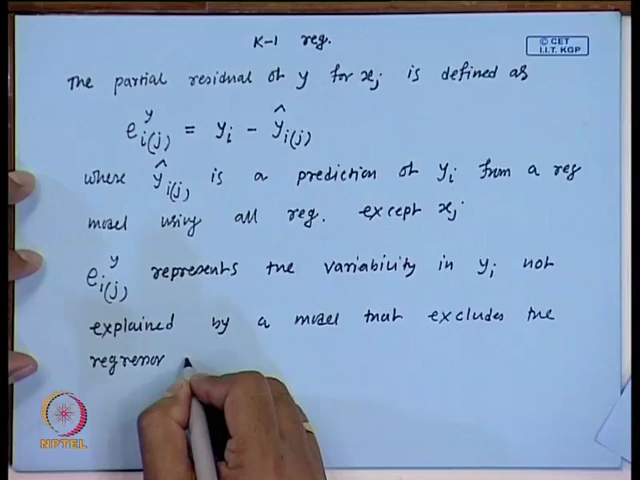 K-1 reg.
© CET
I.I.T. KGP
The partial residual of y for xj is defined as
e^y_i(j) = yi - ŷi(j)
where ŷi(j) is a prediction of yi from a reg
model using all reg. except xj
e^y_i(j) represents the variability in yi not
explained by a model that excludes the
regressor
NPTEL